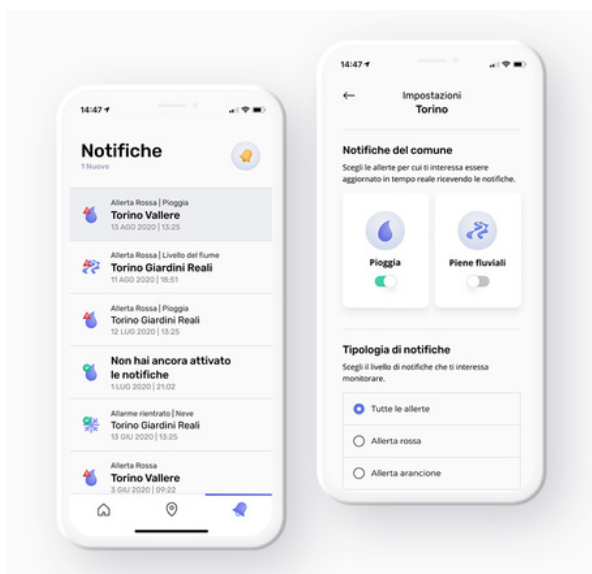 14:47
Notifiche
1 Nuove
Allerta Rossa | Pioggia
Torino Vallere
13 AGO 2020 | 13:25
Allerta Rossa | Livello del fiume
Torino Giardini Reali
11 AGO 2020 | 18:51
Allerta Rossa | Pioggia
Torino Giardini Reali
12 LUG 2020 | 13:25
Non hai ancora attivato
le notifiche
1 LUG 2020 | 21:02
Allarme rientrato | Neve
Torino Giardini Reali
13 GIU 2020 | 13:25
Allerta Rossa
Torino Vallere
3 GIU 2020 | 09:22
14:47
Impostazioni
Torino
Notifiche del comune
Scegli le allerte per cui ti interessa essere
aggiornato in tempo reale ricevendo le notifiche.
Pioggia
Piene fluviali
Tipologia di notifiche
Scegli il livello di notifiche che ti interessa
monitorare.
Tutte le allerte
Allerta rossa
Allerta arancione